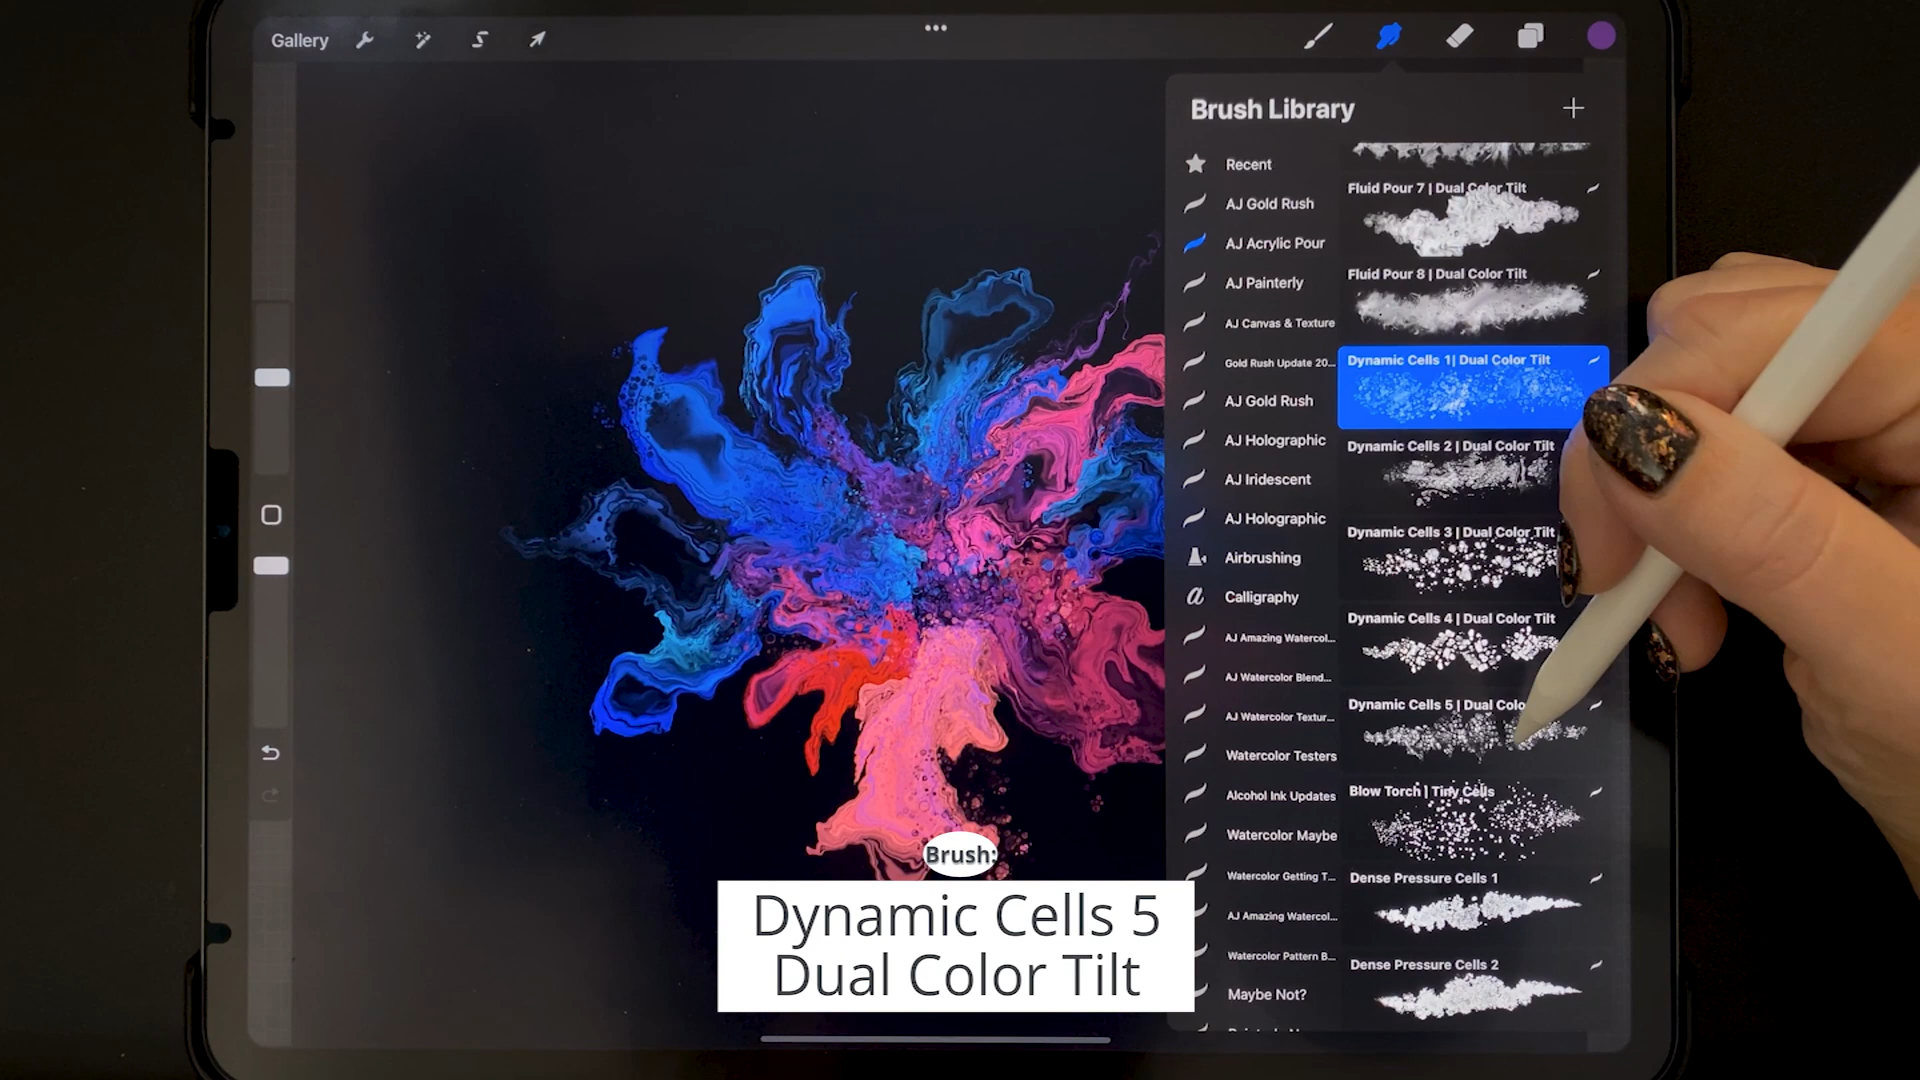 Gallery
Brush Library
Recent
AJ Gold Rush
AJ Acrylic Pour
AJ Painterly
AJ Canvas & Texture
Gold Rush Update 20...
AJ Gold Rush
AJ Holographic
AJ Iridescent
AJ Holographic
Airbrushing
Calligraphy
AJ Amazing Watercol...
AJ Watercolor Blend...
AJ Watercolor Textur...
Watercolor Testers
Alcohol Ink Updates
Watercolor Maybe
Watercolor Getting T...
AJ Amazing Watercol...
Watercolor Pattern B...
Maybe Not?
Fluid Pour 7 | Dual Color Tilt
Fluid Pour 8 | Dual Color Tilt
Dynamic Cells 1| Dual Color Tilt
Dynamic Cells 2 | Dual Color Tilt
Dynamic Cells 3 | Dual Color Tilt
Dynamic Cells 4 | Dual Color Tilt
Dynamic Cells 5 | Dual Colo
Blow Torch | Tiny Cells
Dense Pressure Cells 1
Dense Pressure Cells 2
Brush:
Dynamic Cells 5
Dual Color Tilt